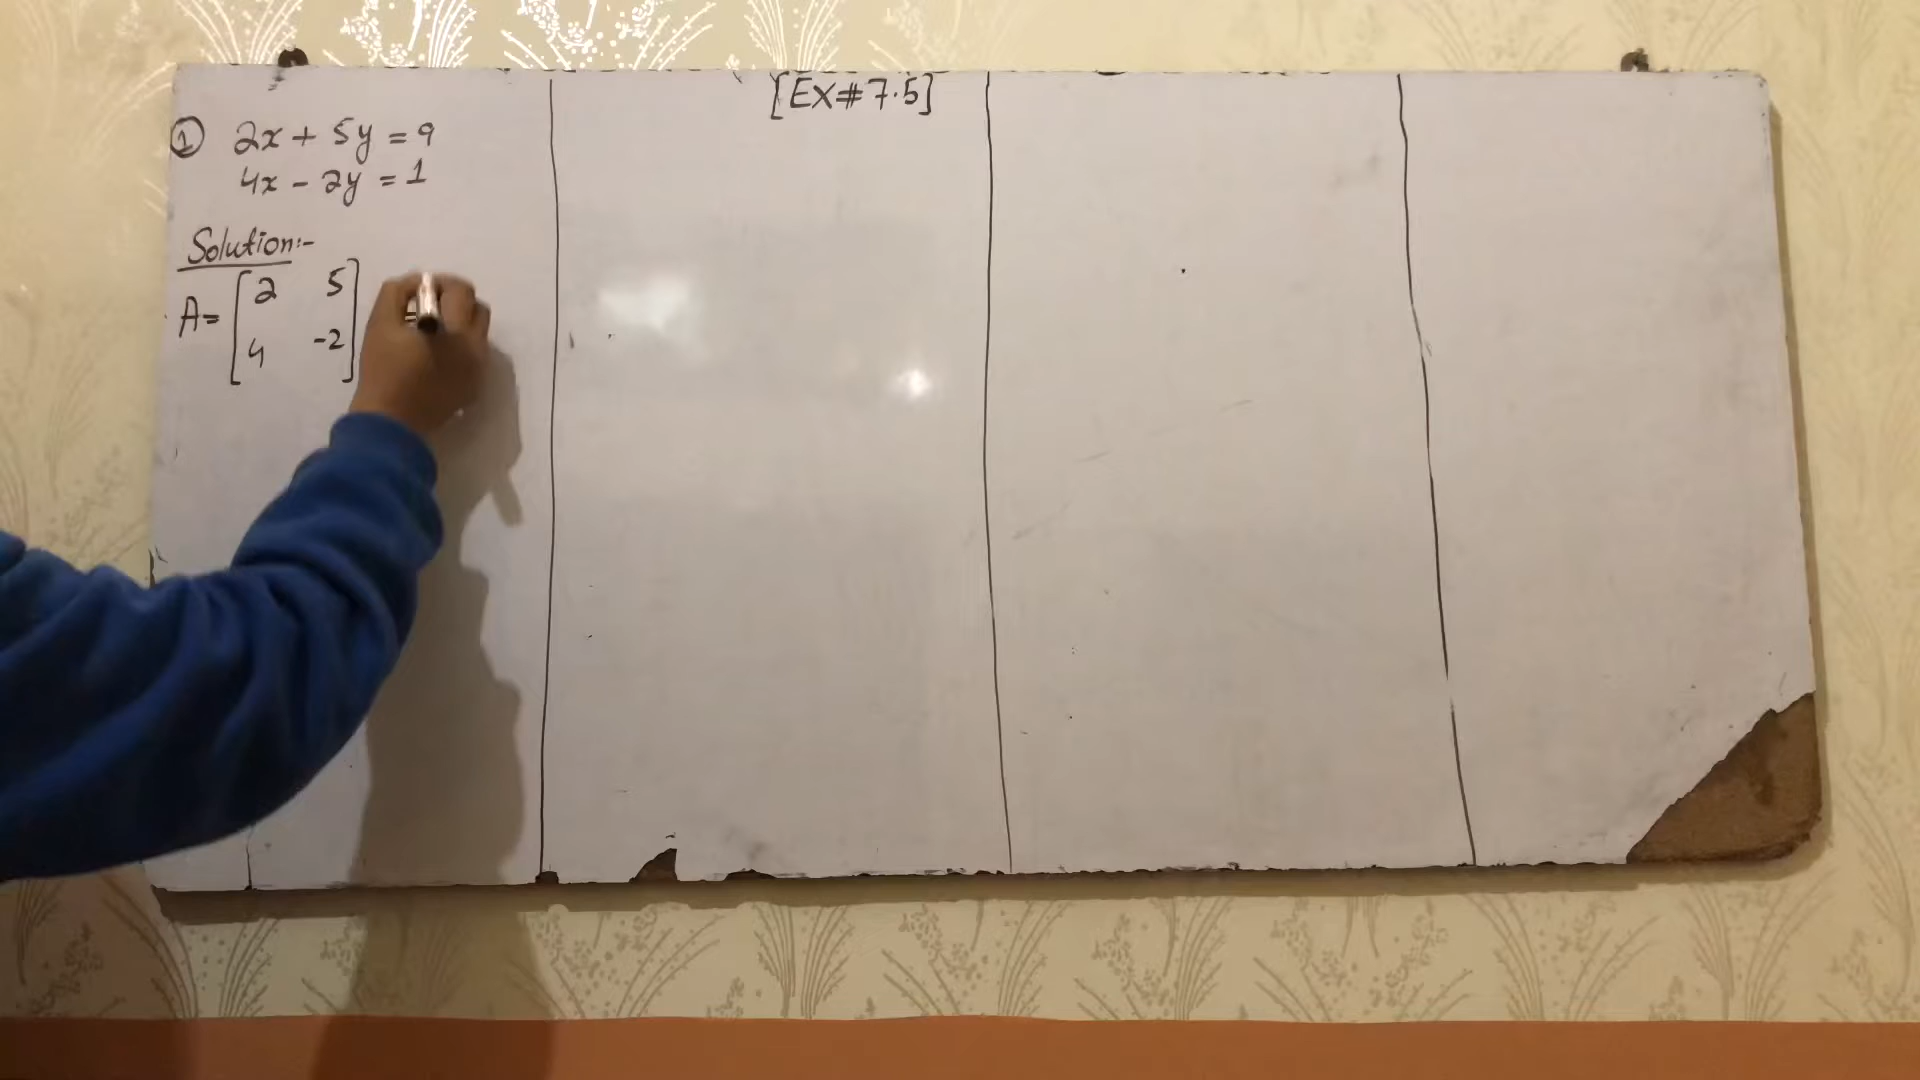 [EX#7.5]
① 2x + 5y = 9
4x - 2y = 1
Solution:-
A= [2 5
4 -2] =